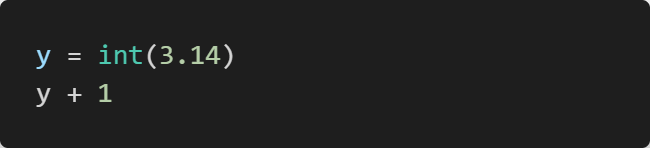 y = int(3.14)
y + 1